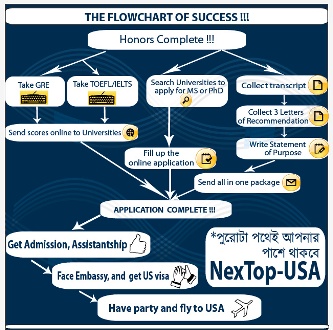 THE FLOWCHART OF SUCCESS !!!
Honors Complete !!!
Take GRE
Take TOEFL/IELTS
Send scores online to Universities
Search Universities to
apply for MS or PhD
Fill up the
online application
Collect transcript
Collect 3 Letters
of Recommendation
Write Statement
of Purpose
Send all in one package
APPLICATION COMPLETE !!!
Get Admission, Assistantship
Face Embassy, and get US visa
Have party and fly to USA
*পুরোটা পথেই আপনার
পাশে থাকবে
NexTop-USA